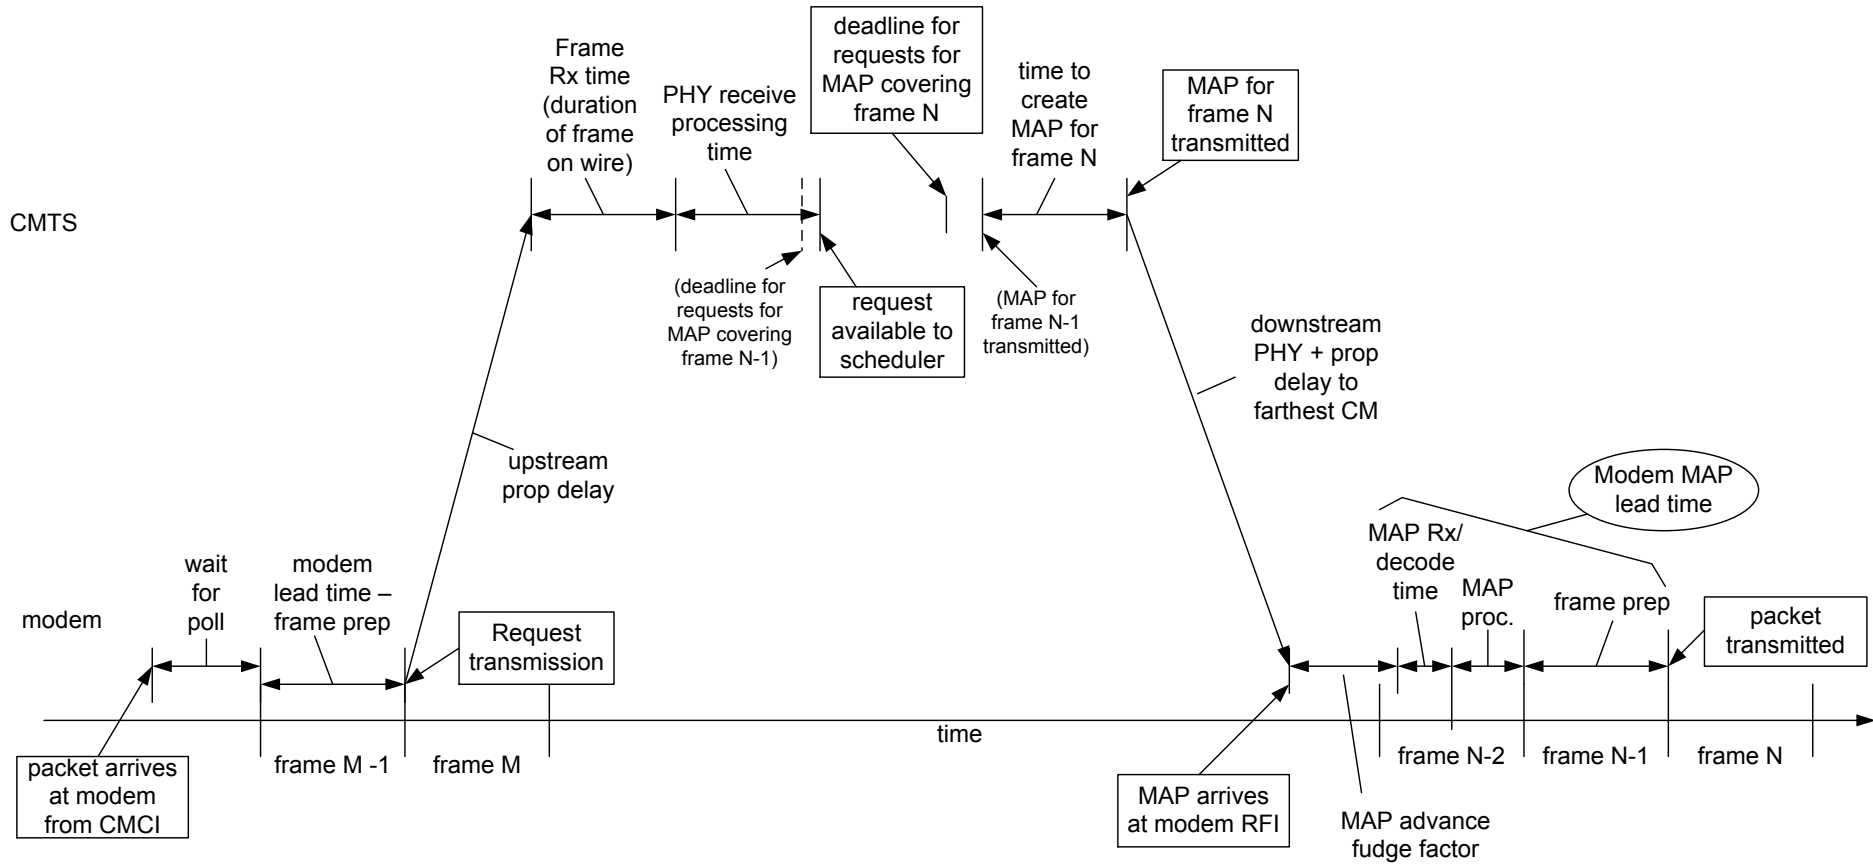 Frame
Rx time
(duration
of frame
on wire)
PHY receive
processing
time
deadline for
requests for
MAP covering
frame N
time to
create
MAP for
frame N
MAP for
frame N
transmitted
CMTS
(deadline for
requests for
MAP covering
frame N-1)
request
available to
scheduler
(MAP for
frame N-1
transmitted)
downstream
PHY + prop
delay to
farthest CM
upstream
prop delay
Modem MAP
lead time
modem
wait
for
poll
modem
lead time –
frame prep
Request
transmission
MAP Rx/
decode
time
MAP
proc.
frame prep
packet
transmitted
time
packet arrives
at modem
from CMCI
frame M -1
frame M
frame N-2
frame N-1
frame N
MAP arrives
at modem RFI
MAP advance
fudge factor